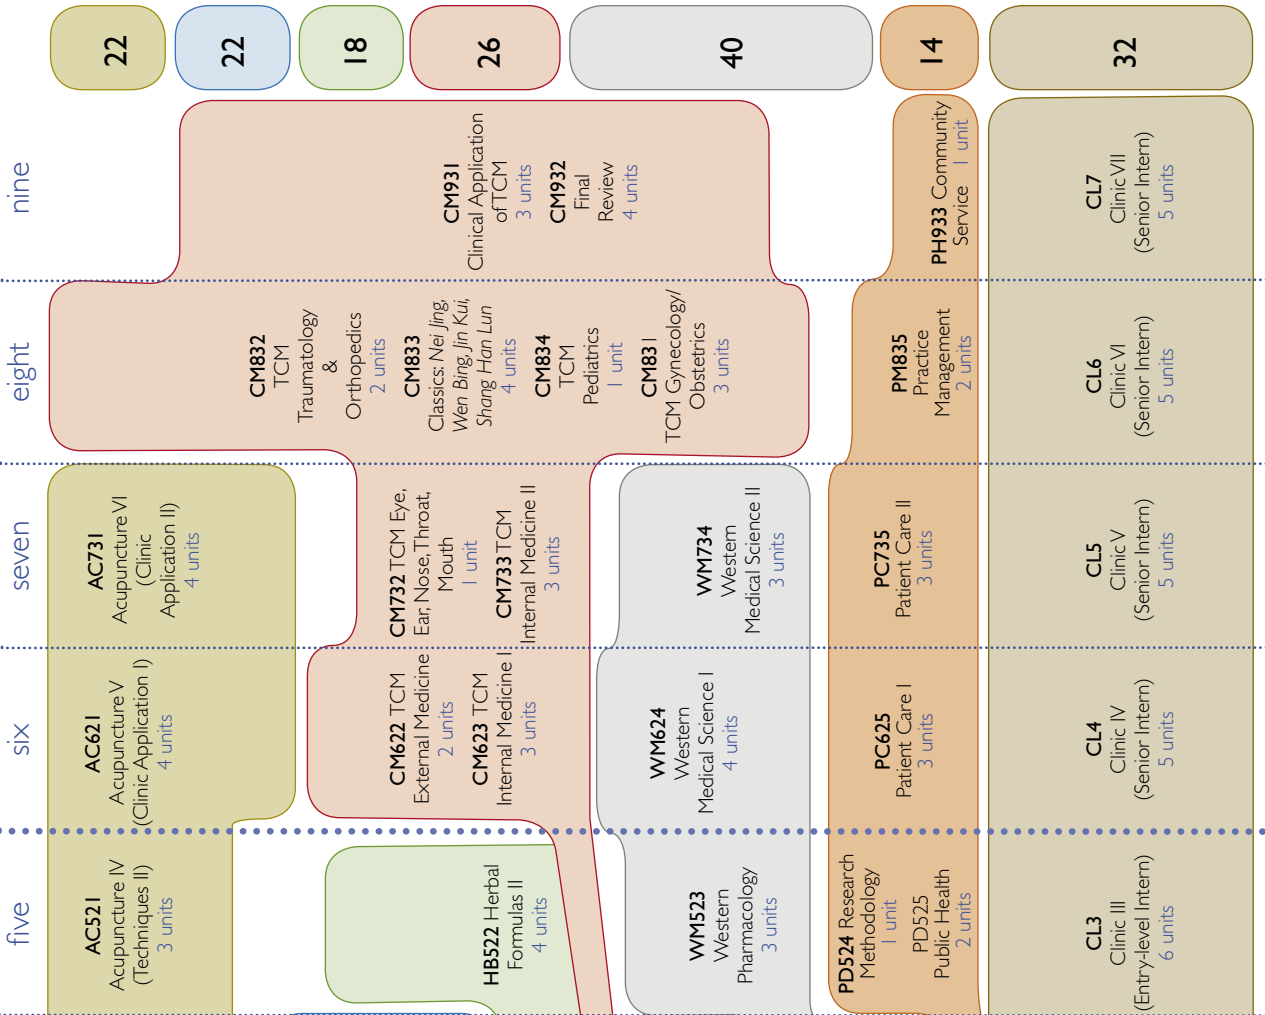 22
22
18
26
40
14
32
nine
CM931
Clinical Application
of TCM
3 units
CM932
Final
Review
4 units
PH933 Community
Service 1 unit
CL7
Clinic VII
(Senior Intern)
5 units
eight
CM832
TCM
Traumatology
&
Orthopedics
2 units
CM833
Classics: Nei Jing,
Wen Bing, Jin Kui,
Shang Han Lun
4 units
CM834
TCM
Pediatrics
1 unit
CM831
TCM Gynecology/
Obstetrics
3 units
PM835
Practice
Management
2 units
CL6
Clinic VI
(Senior Intern)
5 units
seven
AC731
Acupuncture VI
(Clinic
Application II)
4 units
CM732 TCM Eye,
Ear, Nose, Throat,
Mouth
1 unit
CM733 TCM
Internal Medicine II
3 units
WM734
Western
Medical Science II
3 units
PC735
Patient Care II
3 units
CL5
Clinic V
(Senior Intern)
5 units
six
AC621
Acupuncture V
(Clinic Application I)
4 units
CM622 TCM
External Medicine
2 units
CM623 TCM
Internal Medicine I
3 units
WM624
Western
Medical Science I
4 units
PC625
Patient Care I
3 units
CL4
Clinic IV
(Senior Intern)
5 units
five
AC521
Acupuncture IV
(Techniques II)
3 units
HB522 Herbal
Formulas II
4 units
WM523
Western
Pharmacology
3 units
PD524 Research
Methodology
1 unit
PD525
Public Health
2 units
CL3
Clinic III
(Entry-level Intern)
6 units